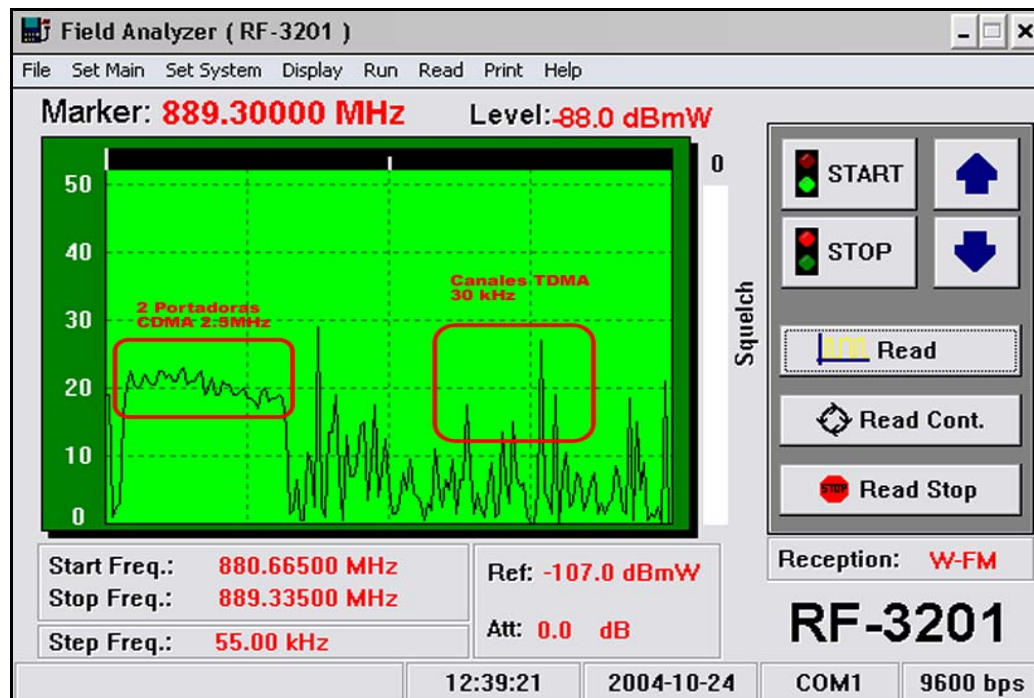 Field Analyzer ( RF-3201 )
File Set Main Set System Display Run Read Print Help
Marker: 889.30000 MHz Level:-88.0 dBmW
0
50
40
30
20
10
0
2 Portadoras
CDMA 2.5MHz
Canales TDMA
30 kHz
Squelch
START
STOP
Read
Read Cont.
STOP Read Stop
Start Freq.: 880.66500 MHz
Stop Freq.: 889.33500 MHz
Step Freq.: 55.00 kHz
Ref: -107.0 dBmW
Att: 0.0 dB
Reception: W-FM
RF-3201
12:39:21 2004-10-24 COM1 9600 bps